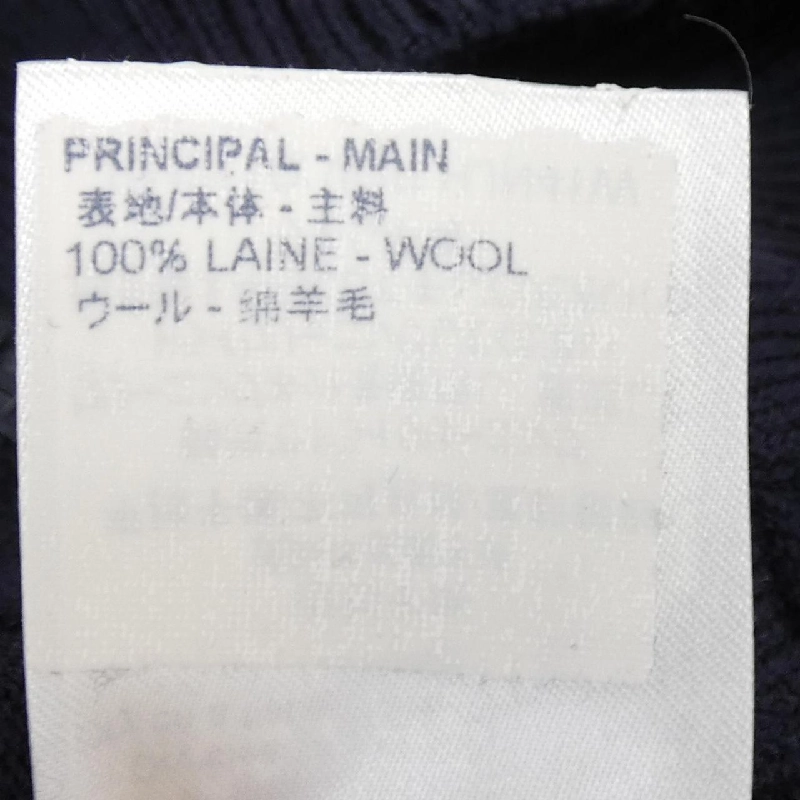 PRINCIPAL - MAIN
表地/本体 - 主料
100% LAINE - WOOL
ウール - 绵羊毛